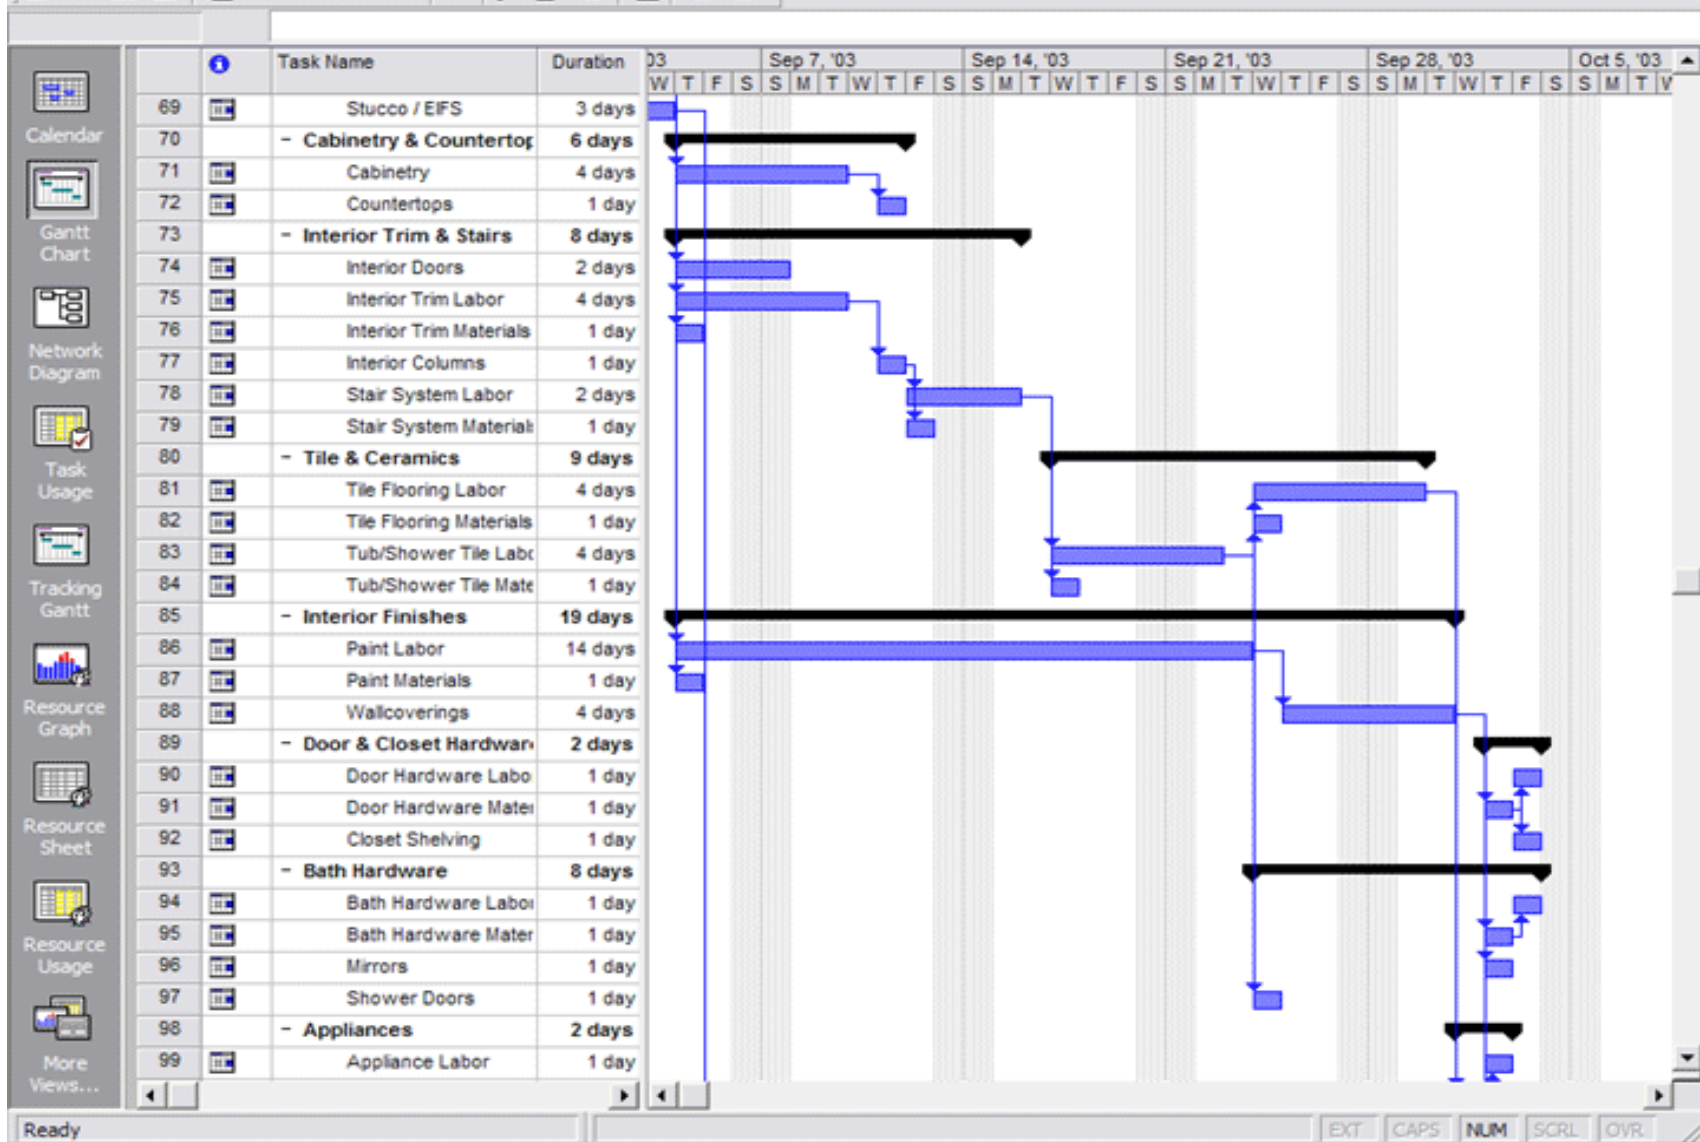 Task Name Duration 03 Sep 7, '03 Sep 14, '03 Sep 21, '03 Sep 28, '03 Oct 5, '03
W T F S S M T W T F S S M T W T F S S M T W T F S S M T W T F S S M T W
69 Stucco / EIFS 3 days
70 - Cabinetry & Countertop 6 days
71 Cabinetry 4 days
72 Countertops 1 day
73 - Interior Trim & Stairs 8 days
74 Interior Doors 2 days
75 Interior Trim Labor 4 days
76 Interior Trim Materials 1 day
77 Interior Columns 1 day
78 Stair System Labor 2 days
79 Stair System Materials 1 day
80 - Tile & Ceramics 9 days
81 Tile Flooring Labor 4 days
82 Tile Flooring Materials 1 day
83 Tub/Shower Tile Labo 4 days
84 Tub/Shower Tile Mate 1 day
85 - Interior Finishes 19 days
86 Paint Labor 14 days
87 Paint Materials 1 day
88 Wallcoverings 4 days
89 - Door & Closet Hardware 2 days
90 Door Hardware Labo 1 day
91 Door Hardware Mater 1 day
92 Closet Shelving 1 day
93 - Bath Hardware 8 days
94 Bath Hardware Labor 1 day
95 Bath Hardware Mater 1 day
96 Mirrors 1 day
97 Shower Doors 1 day
98 - Appliances 2 days
99 Appliance Labor 1 day
Calendar
Gantt
Chart
Network
Diagram
Task
Usage
Tracking
Gantt
Resource
Graph
Resource
Sheet
Resource
Usage
More
Views...
Ready EXT CAPS NUM SCRL OVR